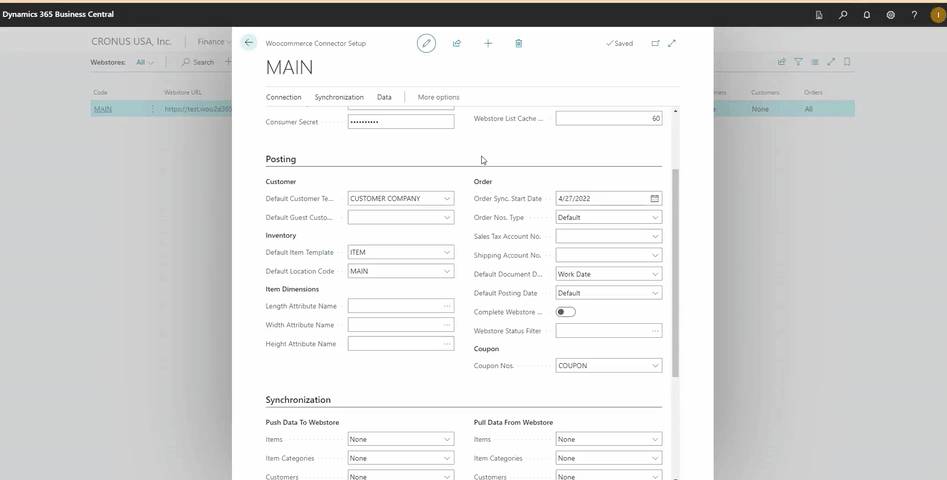 Dynamics 365 Business Central
I
CRONUS USA, Inc. Finance
Woocommerce Connector Setup
Saved
Webstores: All Search
MAIN
Code Webstore URL Customers Orders
Connection Synchronization Data More options
MAIN https://test.woo2d365 None All
Consumer Secret •••••••••• Webstore List Cache ... 60
Posting
Customer
Default Customer Te... CUSTOMER COMPANY
Default Guest Custo...
Inventory
Default Item Template ITEM
Default Location Code MAIN
Item Dimensions
Length Attribute Name
Width Attribute Name
Height Attribute Name
Order
Order Sync. Start Date 4/27/2022
Order Nos. Type Default
Sales Tax Account No.
Shipping Account No.
Default Document D... Work Date
Default Posting Date Default
Complete Webstore ...
Webstore Status Filter
Coupon
Coupon Nos. COUPON
Synchronization
Push Data To Webstore
Items None
Item Categories None
Customers None
Pull Data From Webstore
Items None
Item Categories None
Customers None